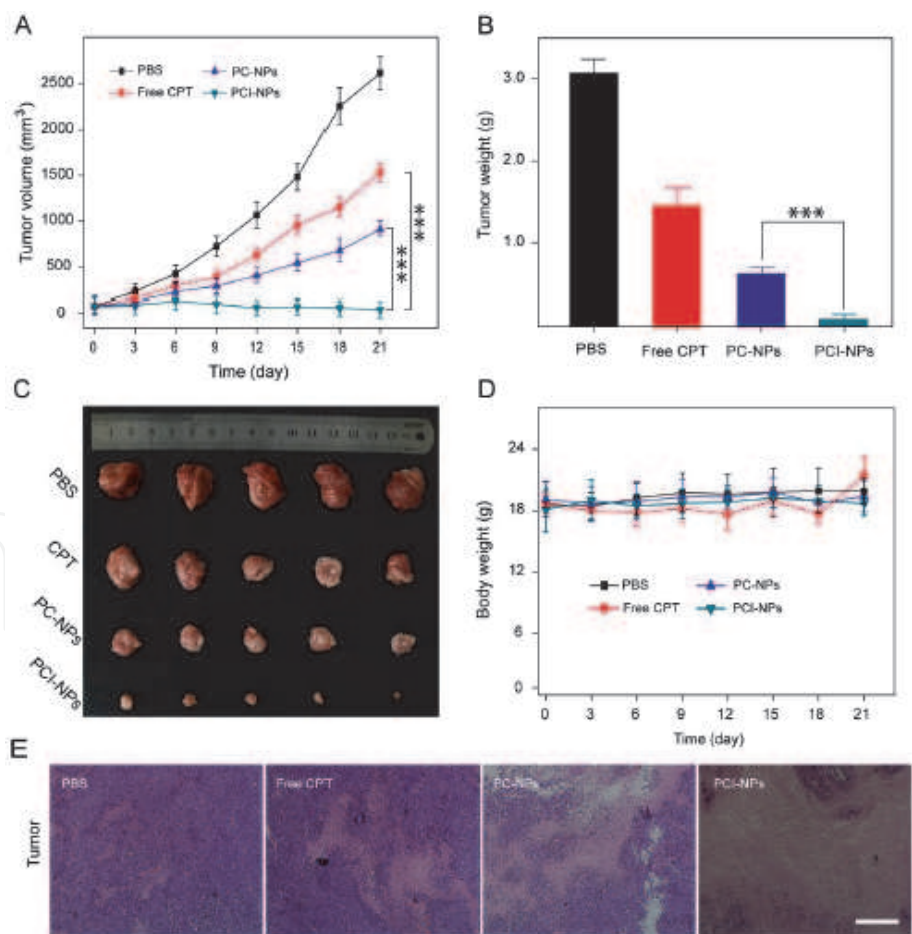 A
PBS
PC-NPs
Free CPT
PCI-NPs
2500
2000
1500
1000
500
0
Tumor volume (mm³)
***
***
0 3 6 9 12 15 18 21
Time (day)
B
3.0
2.0
1.0
Tumor weight (g)
***
PBS
Free CPT
PC-NPs
PCI-NPs
C
PBS
CPT
PC-NPs
PCI-NPs
D
24
18
12
6
0
Body weight (g)
PBS
PC-NPs
Free CPT
PCI-NPs
0 3 6 9 12 15 18 21
Time (day)
E
Tumor
PBS
Free CPT
PC-NPs
PCI-NPs